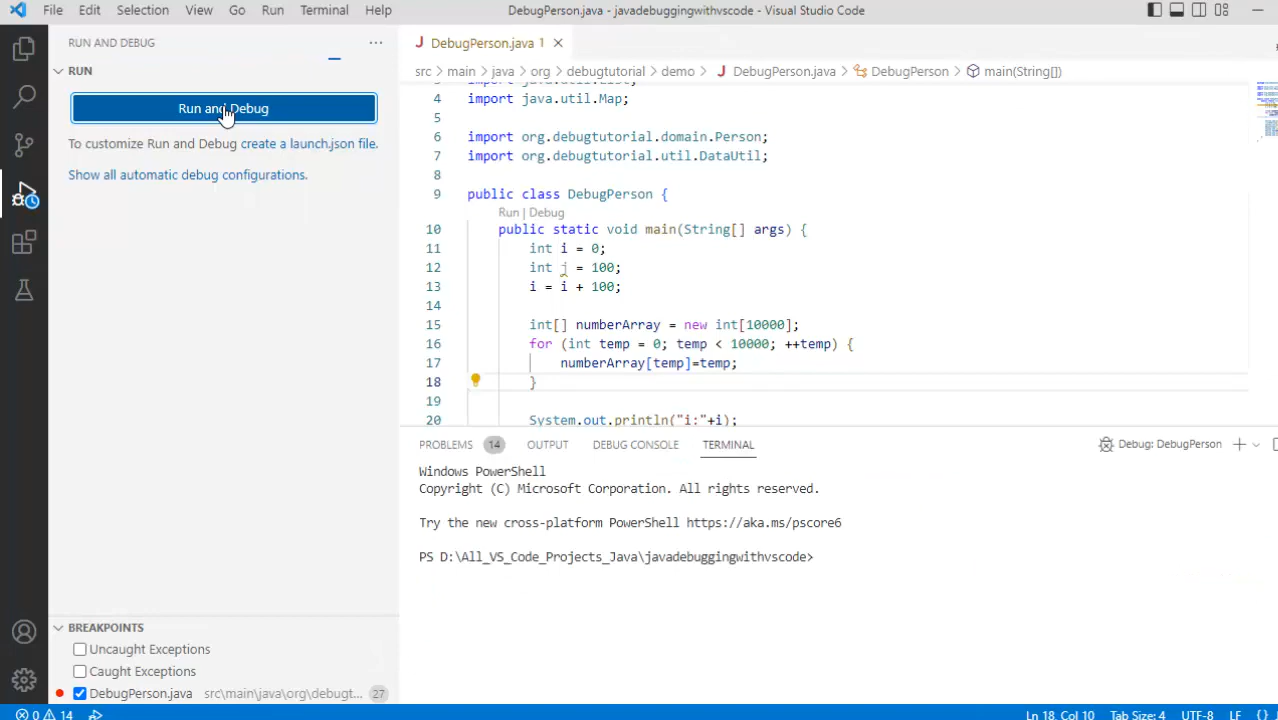 File Edit Selection View Go Run Terminal Help
DebugPerson.java - javadebuggingwithvscode - Visual Studio Code
RUN AND DEBUG
RUN
Run and Debug
To customize Run and Debug create a launch.json file.
Show all automatic debug configurations.
J DebugPerson.java 1
src > main > java > org > debugtutorial > demo > J DebugPerson.java > DebugPerson > main(String[])
4 import java.util.Map;
5
6 import org.debugtutorial.domain.Person;
7 import org.debugtutorial.util.DataUtil;
8
9 public class DebugPerson {
Run | Debug
10 public static void main(String[] args) {
11 int i = 0;
12 int j = 100;
13 i = i + 100;
14
15 int[] numberArray = new int[10000];
16 for (int temp = 0; temp < 10000; ++temp) {
17 numberArray[temp]=temp;
18 }
19
20 System.out.println("i:"+i);
PROBLEMS 14 OUTPUT DEBUG CONSOLE TERMINAL
Debug: DebugPerson
Windows PowerShell
Copyright (C) Microsoft Corporation. All rights reserved.
Try the new cross-platform PowerShell https://aka.ms/pscore6
PS D:\All_VS_Code_Projects_Java\javadebuggingwithvscode>
BREAKPOINTS
Uncaught Exceptions
Caught Exceptions
DebugPerson.java src\main\java\org\debugt... 27
0 14
Ln 18, Col 10 Tab Size: 4 UTF-8 LF {}